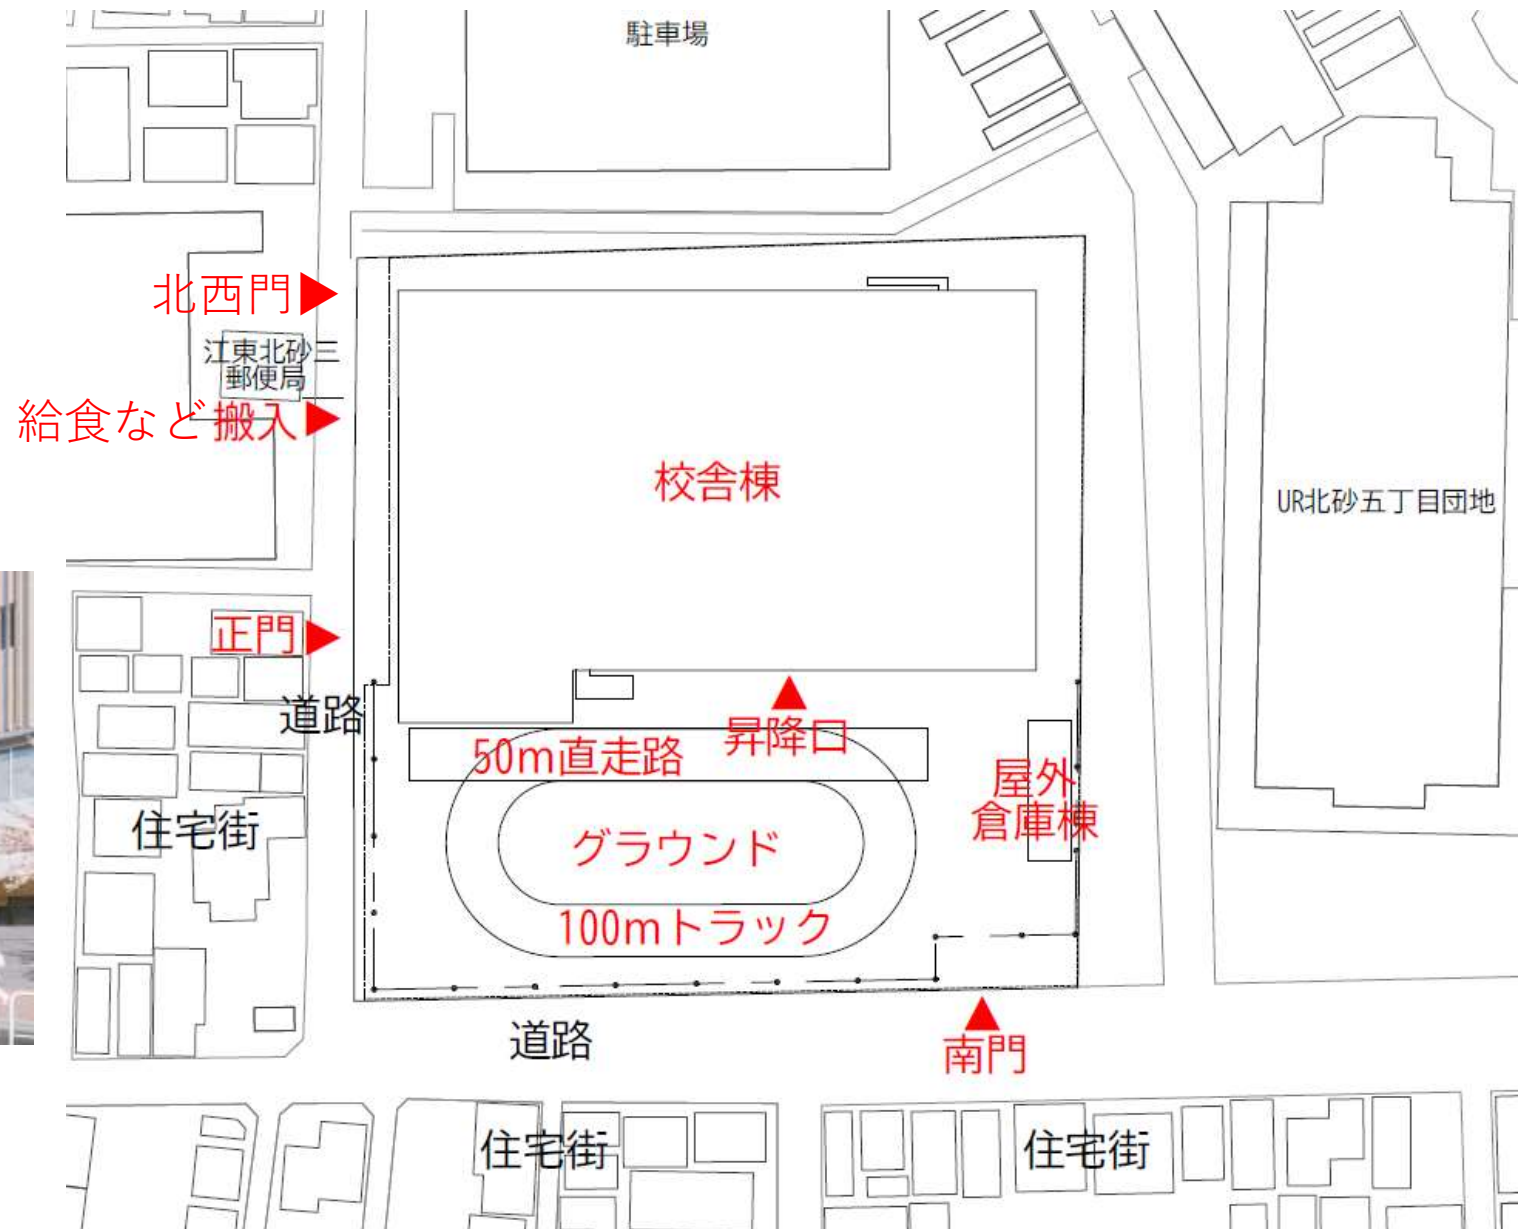 駐車場
北西門▶
江東北砂三
郵便局
給食など搬入▶
校舎棟
UR北砂五丁目団地
正門▶
道路
▲
昇降口
50m直走路
屋外
倉庫棟
住宅街
グラウンド
100mトラック
▲
南門
道路
住宅街
住宅街